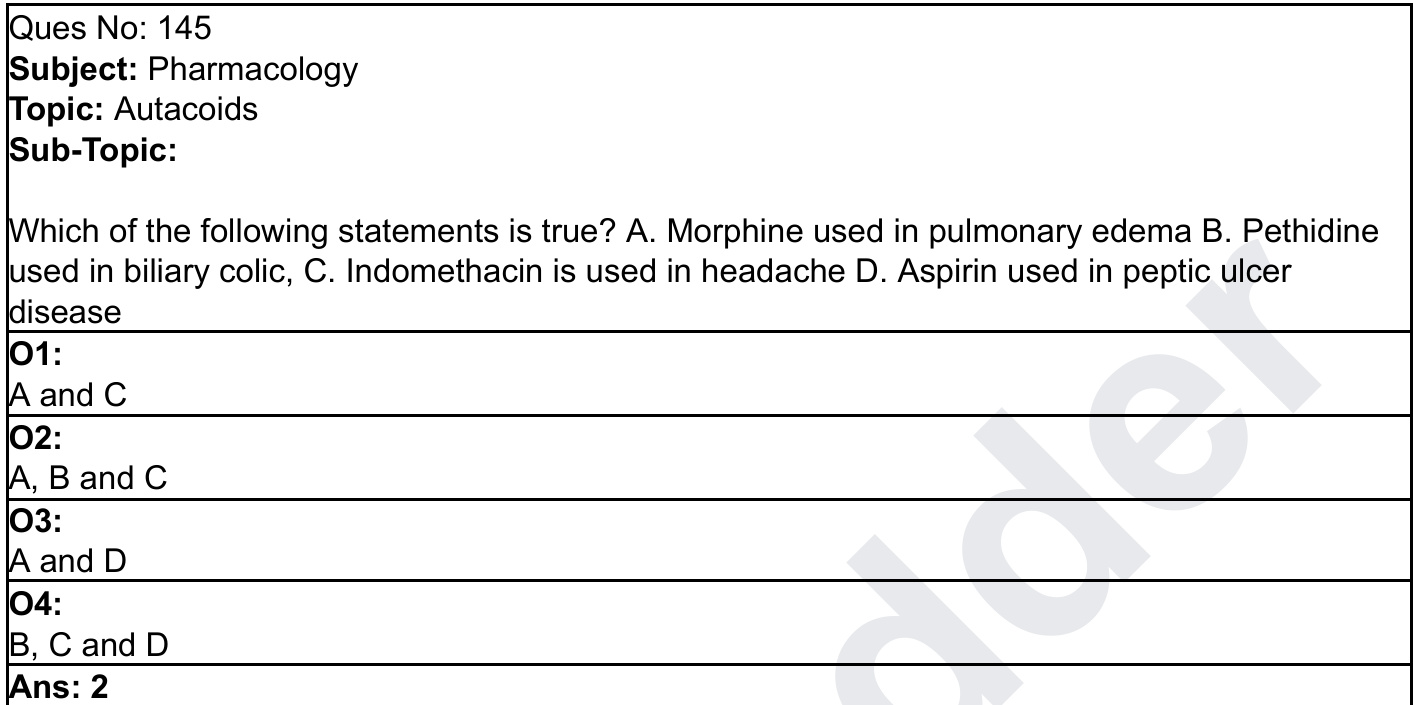 Ques No: 145
Subject: Pharmacology
Topic: Autacoids
Sub-Topic:
Which of the following statements is true? A. Morphine used in pulmonary edema B. Pethidine
used in biliary colic, C. Indomethacin is used in headache D. Aspirin used in peptic ulcer
disease
O1:
A and C
O2:
A, B and C
O3:
A and D
O4:
B, C and D
Ans: 2